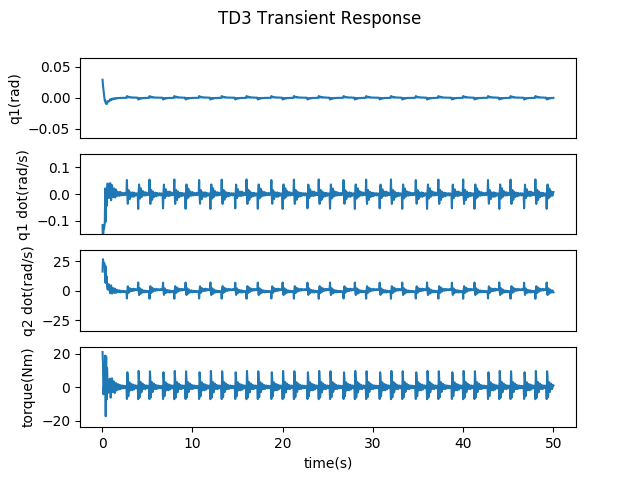 TD3 Transient Response
q1(rad)
0.05
0.00
−0.05
q1 dot(rad/s)
0.1
0.0
−0.1
q2 dot(rad/s)
25
0
−25
torque(Nm)
20
0
−20
0 10 20 30 40 50
time(s)